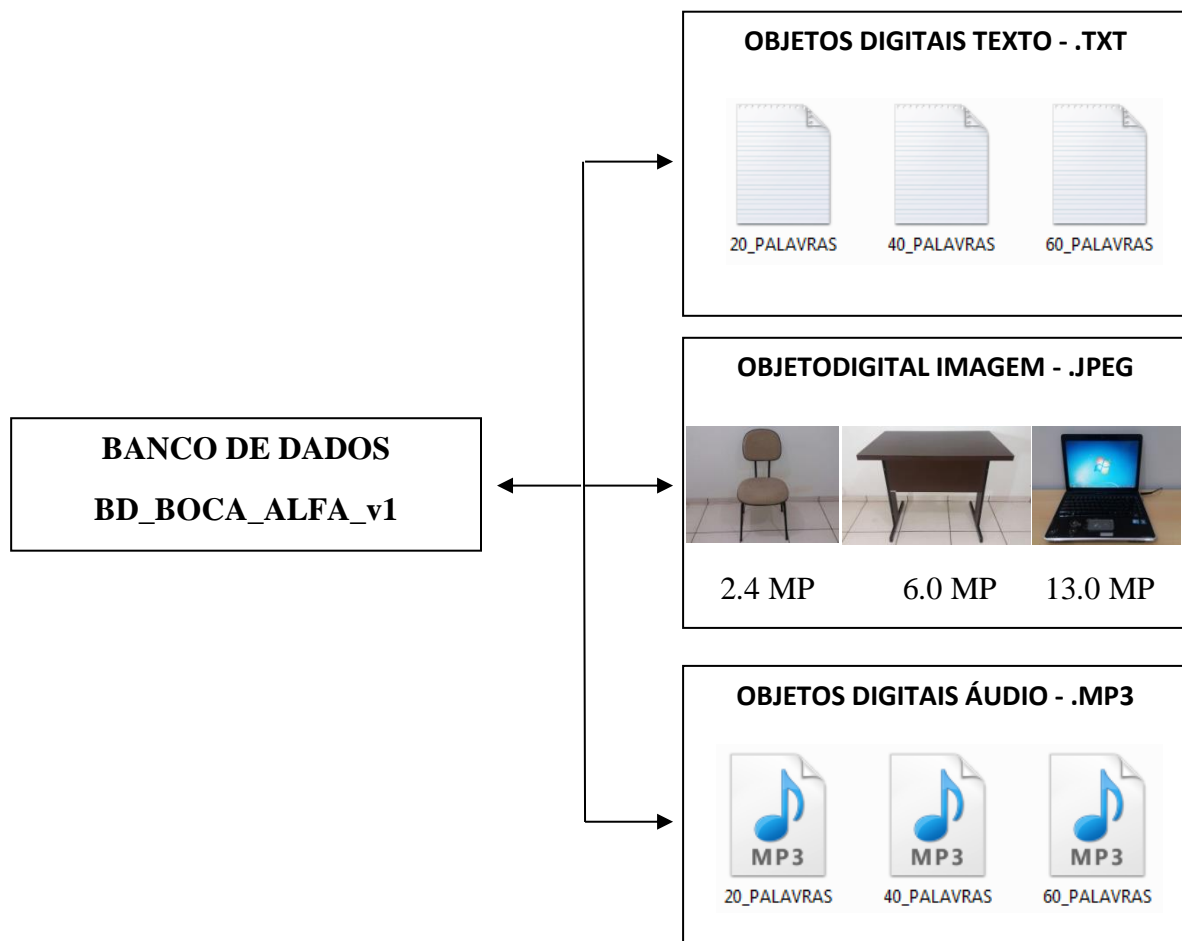 OBJETOS DIGITAIS TEXTO - .TXT
20_PALAVRAS 40_PALAVRAS 60_PALAVRAS
OBJETODIGITAL IMAGEM - .JPEG
BANCO DE DADOS
BD_BOCA_ALFA_v1
2.4 MP 6.0 MP 13.0 MP
OBJETOS DIGITAIS ÁUDIO - .MP3
MP3 MP3 MP3
20_PALAVRAS 40_PALAVRAS 60_PALAVRAS